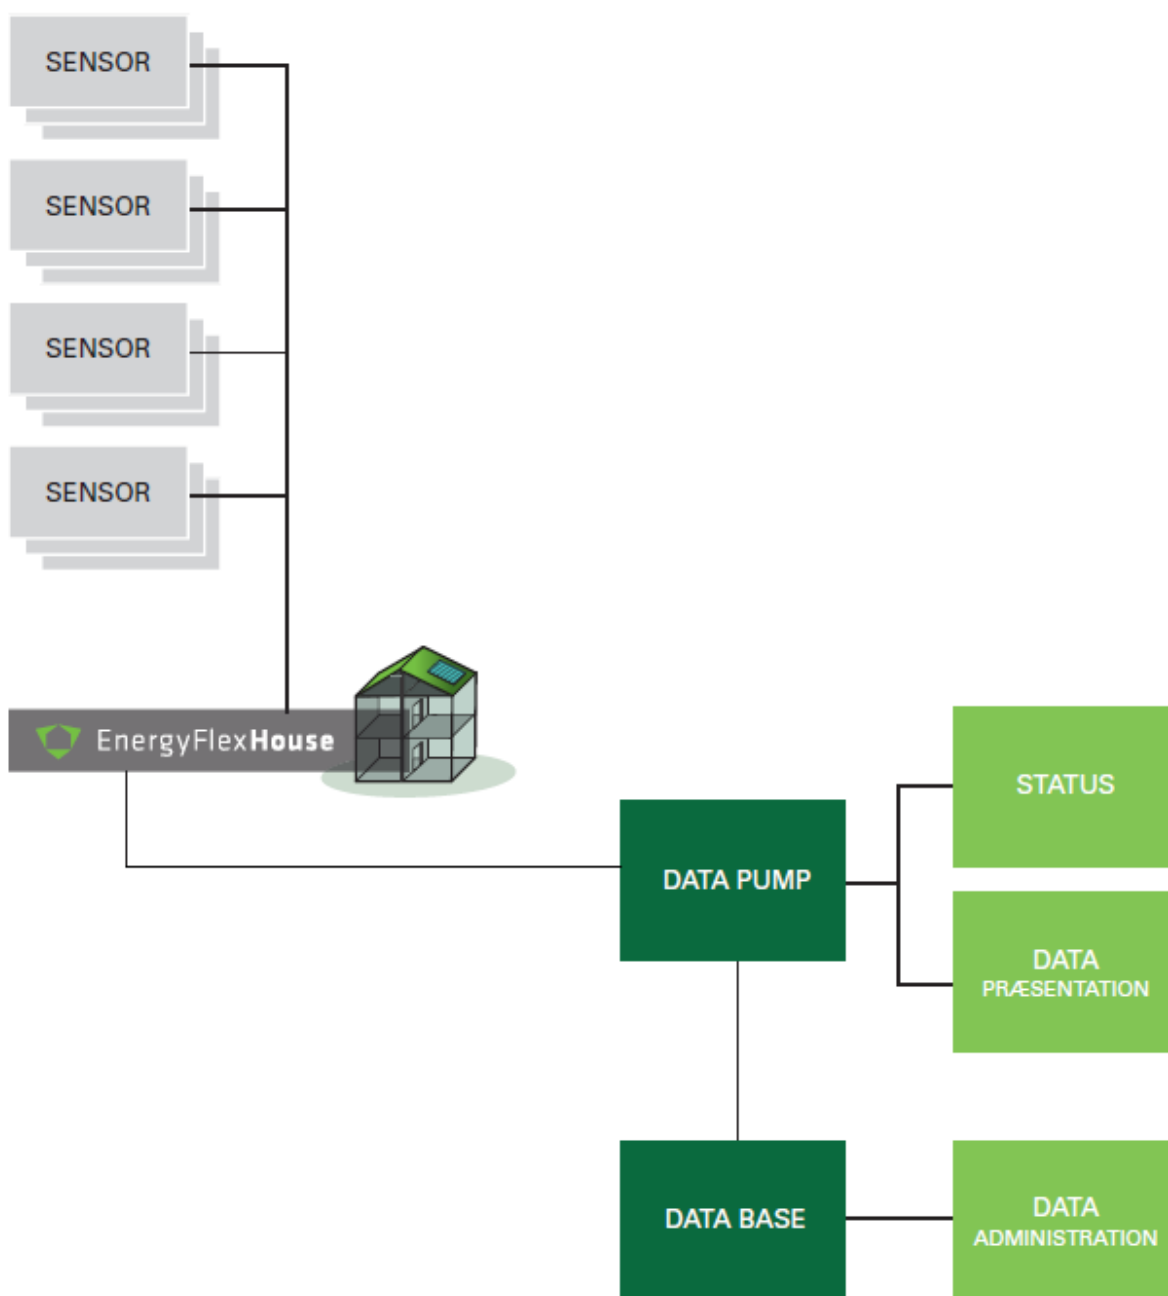 SENSOR
SENSOR
SENSOR
SENSOR
EnergyFlexHouse
STATUS
DATA PUMP
DATA
PRÆSENTATION
DATA BASE
DATA
ADMINISTRATION